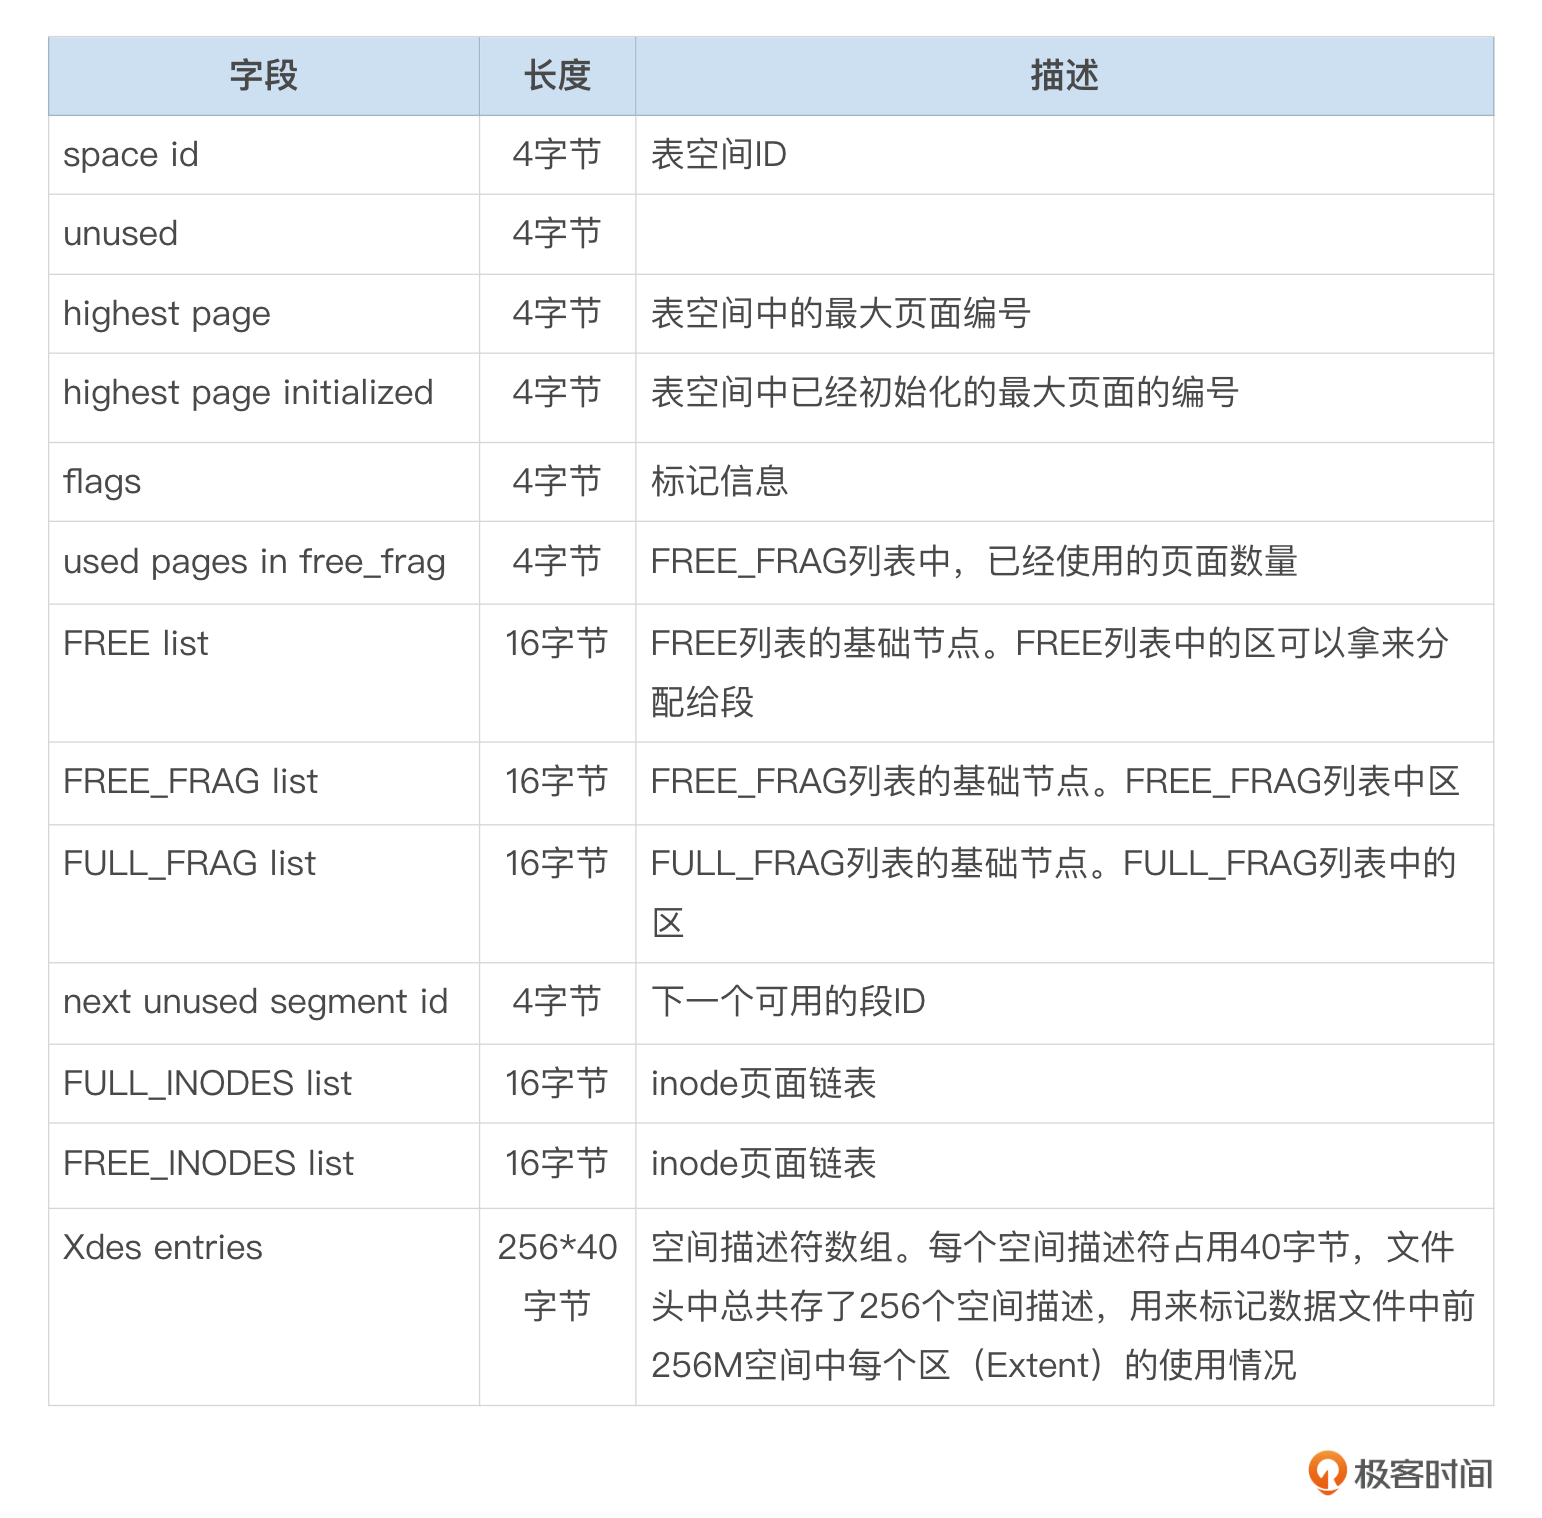 字段 长度 描述
space id 4字节 表空间ID
unused 4字节
highest page 4字节 表空间中的最大页面编号
highest page initialized 4字节 表空间中已经初始化的最大页面的编号
flags 4字节 标记信息
used pages in free_frag 4字节 FREE_FRAG列表中，已经使用的页面数量
FREE list 16字节 FREE列表的基础节点。FREE列表中的区可以拿来分
配给段
FREE_FRAG list 16字节 FREE_FRAG列表的基础节点。FREE_FRAG列表中区
FULL_FRAG list 16字节 FULL_FRAG列表的基础节点。FULL_FRAG列表中的
区
next unused segment id 4字节 下一个可用的段ID
FULL_INODES list 16字节 inode页面链表
FREE_INODES list 16字节 inode页面链表
Xdes entries 256*40 空间描述符数组。每个空间描述符占用40字节，文件
字节 头中总共存了256个空间描述，用来标记数据文件中前
256M空间中每个区（Extent）的使用情况
极客时间